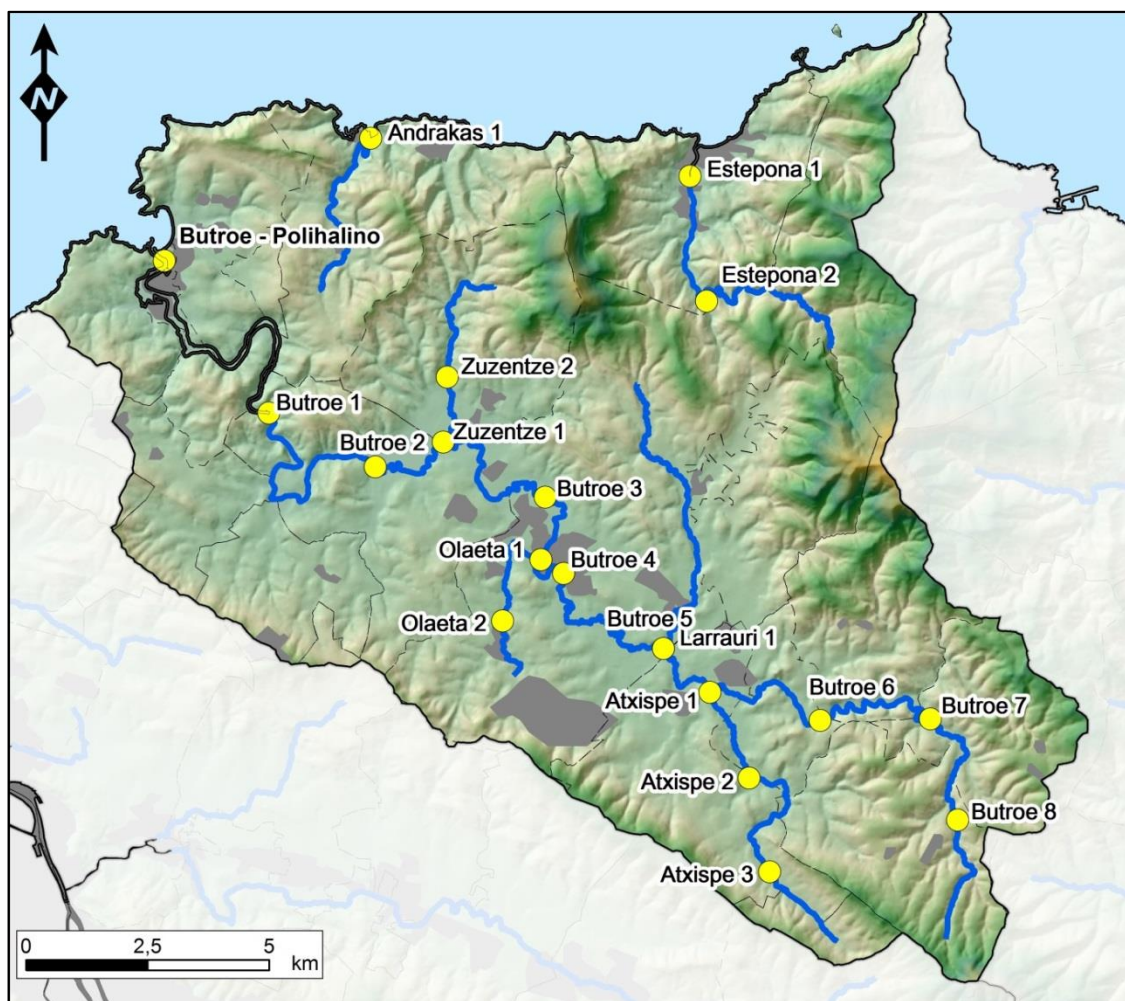 N
Andrakas 1
Estepona 1
Butroe - Polihalino
Estepona 2
Zuzentze 2
Butroe 1
Zuzentze 1
Butroe 2
Butroe 3
Olaeta 1
Butroe 4
Olaeta 2
Butroe 5
Larrauri 1
Atxispe 1
Butroe 6
Butroe 7
Atxispe 2
Butroe 8
Atxispe 3
0 2,5 5
km